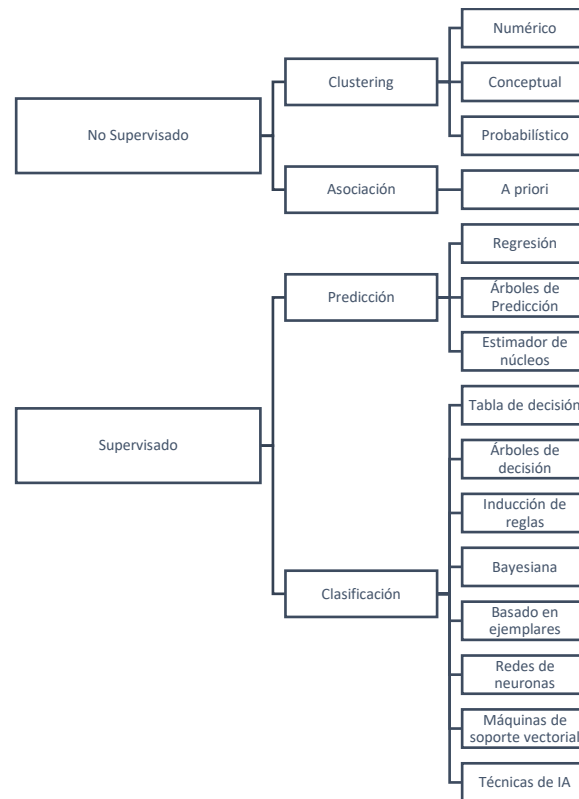 No Supervisado
Clustering
Numérico
Conceptual
Probabilístico
Asociación
A priori
Supervisado
Predicción
Regresión
Árboles de
Predicción
Estimador de
núcleos
Clasificación
Tabla de decisión
Árboles de
decisión
Inducción de
reglas
Bayesiana
Basado en
ejemplares
Redes de
neuronas
Máquinas de
soporte vectorial
Técnicas de IA